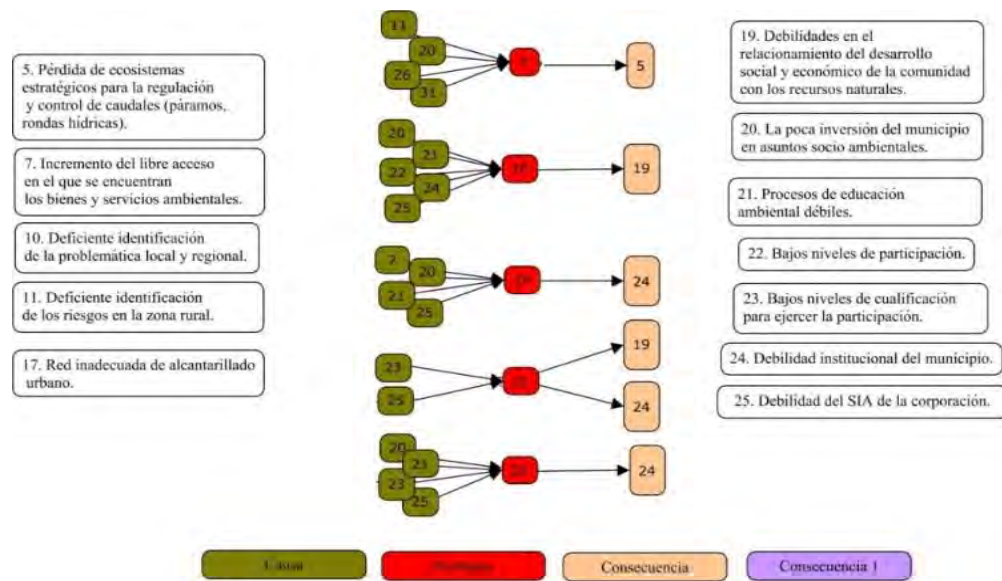 5. Pérdida de ecosistemas
estratégicos para la regulación
y control de caudales (páramos,
rondas hídricas).
7. Incremento del libre acceso
en el que se encuentran
los bienes y servicios ambientales.
10. Deficiente identificación
de la problemática local y regional.
11. Deficiente identificación
de los riesgos en la zona rural.
17. Red inadecuada de alcantarillado
urbano.
11
20
26
31
5
20
21
22
24
25
19
7
20
21
25
24
23
25
19
24
20
21
23
25
24
19. Debilidades en el
relacionamiento del desarrollo
social y económico de la comunidad
con los recursos naturales.
20. La poca inversión del municipio
en asuntos socio ambientales.
21. Procesos de educación
ambiental débiles.
22. Bajos niveles de participación.
23. Bajos niveles de cualificación
para ejercer la participación.
24. Debilidad institucional del municipio.
25. Debilidad del SIA de la corporación.
Causa
Consecuencia
Consecuencia 1